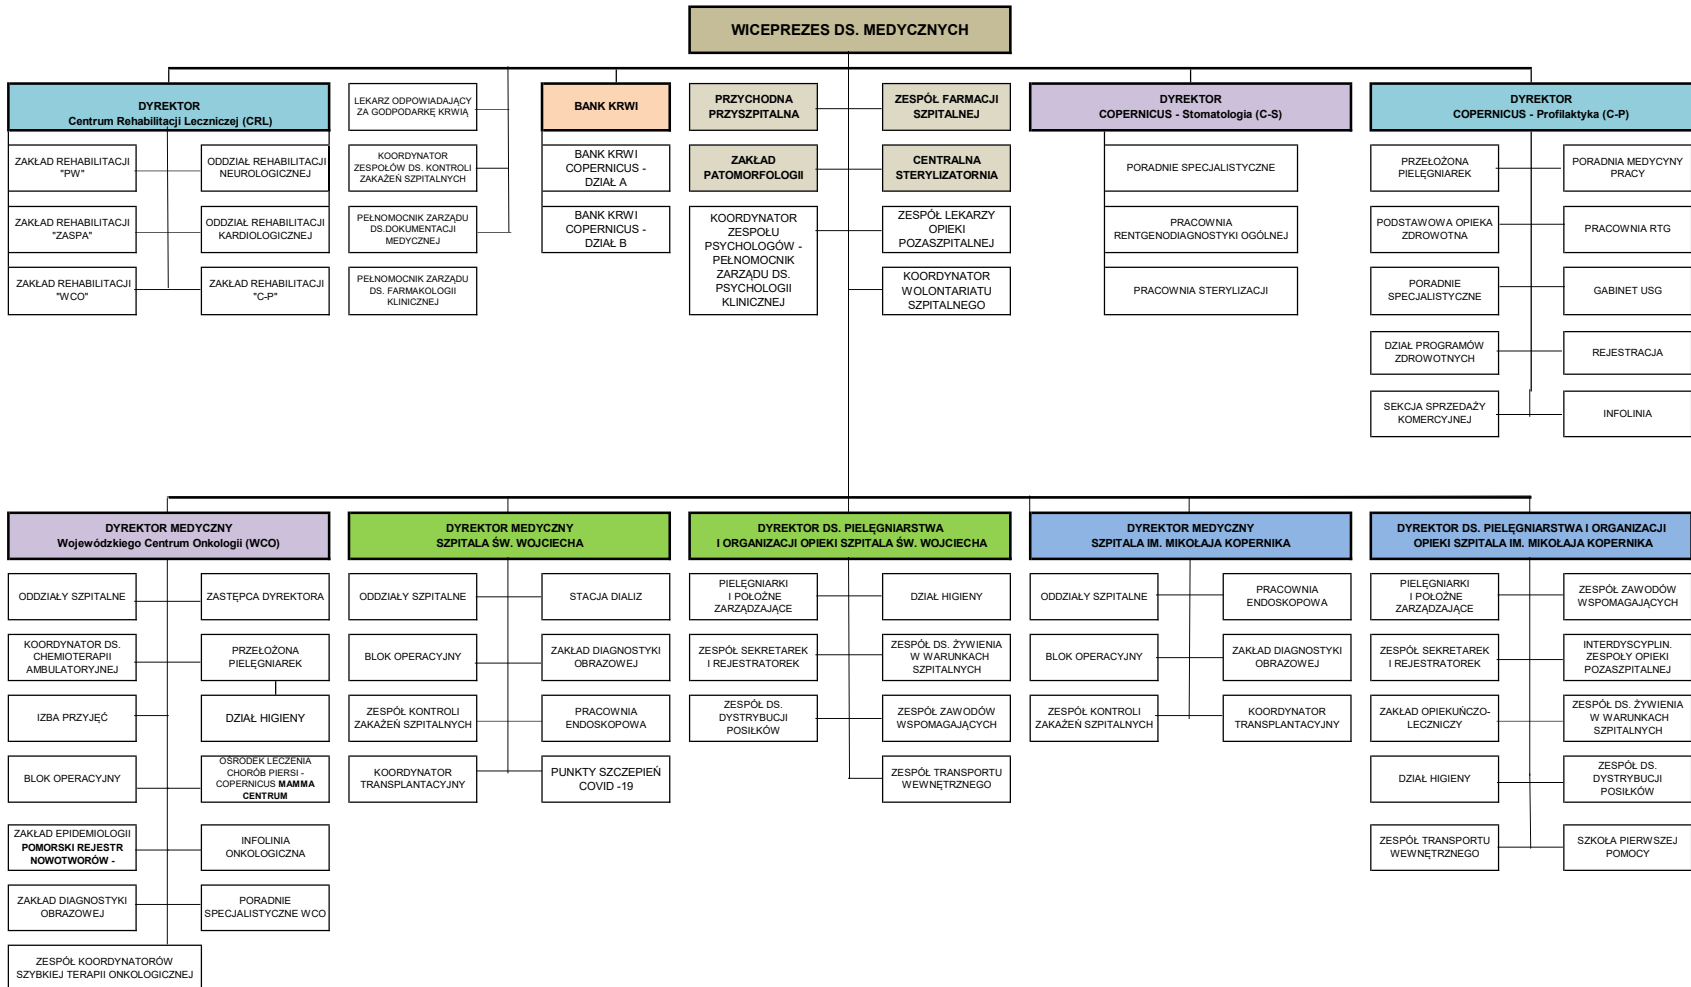 WICEPREZES DS. MEDYCZNYCH
DYREKTOR
Centrum Rehabilitacji Leczniczej (CRL)
ZAKŁAD REHABILITACJI
"PW"
ODDZIAŁ REHABILITACJI
NEUROLOGICZNEJ
ZAKŁAD REHABILITACJI
"ZASPA"
ODDZIAŁ REHABILITACJI
KARDIOLOGICZNEJ
ZAKŁAD REHABILITACJI
"WCO"
ZAKŁAD REHABILITACJI
"C-P"
LEKARZ ODPOWIADAJĄCY
ZA GODPODARKĘ KRWIĄ
KOORDYNATOR
ZESPOŁÓW DS. KONTROLI
ZAKAŻEŃ SZPITALNYCH
PEŁNOMOCNIK ZARZĄDU
DS.DOKUMENTACJI
MEDYCZNEJ
PEŁNOMOCNIK ZARZĄDU
DS. FARMAKOLOGII
KLINICZNEJ
BANK KRWI
BANK KRWI
COPERNICUS -
DZIAŁ A
BANK KRWI
COPERNICUS -
DZIAŁ B
PRZYCHODNA
PRZYSZPITALNA
ZESPÓŁ FARMACJI
SZPITALNEJ
ZAKŁAD
PATOMORFOLOGII
CENTRALNA
STERYLIZATORNIA
KOORDYNATOR
ZESPOŁU
PSYCHOLOGÓW -
PEŁNOMOCNIK
ZARZĄDU DS.
PSYCHOLOGII
KLINICZNEJ
ZESPÓŁ LEKARZY
OPIEKI
POZASZPITALNEJ
KOORDYNATOR
WOLONTARIATU
SZPITALNEGO
DYREKTOR
COPERNICUS - Stomatologia (C-S)
PORADNIE SPECJALISTYCZNE
PRACOWNIA
RENTGENODIAGNOSTYKI OGÓLNEJ
PRACOWNIA STERYLIZACJI
DYREKTOR
COPERNICUS - Profilaktyka (C-P)
PRZEŁOŻONA
PIELĘGNIAREK
PORADNIA MEDYCYNY
PRACY
PODSTAWOWA OPIEKA
ZDROWOTNA
PRACOWNIA RTG
PORADNIE
SPECJALISTYCZNE
GABINET USG
DZIAŁ PROGRAMÓW
ZDROWOTNYCH
REJESTRACJA
SEKCJA SPRZEDAŻY
KOMERCYJNEJ
INFOLINIA
DYREKTOR MEDYCZNY
Wojewódzkiego Centrum Onkologii (WCO)
ODDZIAŁY SZPITALNE
ZASTĘPCA DYREKTORA
KOORDYNATOR DS.
CHEMIOTERAPII
AMBULATORYJNEJ
PRZEŁOŻONA
PIELĘGNIAREK
IZBA PRZYJĘĆ
DZIAŁ HIGIENY
BLOK OPERACYJNY
OŚRODEK LECZENIA
CHORÓB PIERSI -
COPERNICUS MAMMA
CENTRUM
ZAKŁAD EPIDEMIOLOGII
POMORSKI REJESTR
NOWOTWORÓW -
INFOLINIA
ONKOLOGICZNA
ZAKŁAD DIAGNOSTYKI
OBRAZOWEJ
PORADNIE
SPECJALISTYCZNE WCO
ZESPÓŁ KOORDYNATORÓW
SZYBKIEJ TERAPII ONKOLOGICZNEJ
DYREKTOR MEDYCZNY
SZPITALA ŚW. WOJCIECHA
ODDZIAŁY SZPITALNE
STACJA DIALIZ
BLOK OPERACYJNY
ZAKŁAD DIAGNOSTYKI
OBRAZOWEJ
ZESPÓŁ KONTROLI
ZAKAŻEŃ SZPITALNYCH
PRACOWNIA
ENDOSKOPOWA
KOORDYNATOR
TRANSPLANTACYJNY
PUNKTY SZCZEPIEŃ
COVID -19
DYREKTOR DS. PIELĘGNIARSTWA
I ORGANIZACJI OPIEKI SZPITALA ŚW. WOJCIECHA
PIELĘGNIARKI
I POŁOŻNE
ZARZĄDZAJĄCE
DZIAŁ HIGIENY
ZESPÓŁ SEKRETAREK
I REJESTRATOREK
ZESPÓŁ DS. ŻYWIENIA
W WARUNKACH
SZPITALNYCH
ZESPÓŁ DS.
DYSTRYBUCJI
POSIŁKÓW
ZESPÓŁ ZAWODÓW
WSPOMAGAJĄCYCH
ZESPÓŁ TRANSPORTU
WEWNĘTRZNEGO
DYREKTOR MEDYCZNY
SZPITALA IM. MIKOŁAJA KOPERNIKA
ODDZIAŁY SZPITALNE
PRACOWNIA
ENDOSKOPOWA
BLOK OPERACYJNY
ZAKŁAD DIAGNOSTYKI
OBRAZOWEJ
ZESPÓŁ KONTROLI
ZAKAŻEŃ SZPITALNYCH
KOORDYNATOR
TRANSPLANTACYJNY
DYREKTOR DS. PIELĘGNIARSTWA I ORGANIZACJI
OPIEKI SZPITALA IM. MIKOŁAJA KOPERNIKA
PIELĘGNIARKI
I POŁOŻNE
ZARZĄDZAJĄCE
ZESPÓŁ ZAWODÓW
WSPOMAGAJĄCYCH
ZESPÓŁ SEKRETAREK
I REJESTRATOREK
INTERDYSCYPLIN.
ZESPOŁY OPIEKI
POZASZPITALNEJ
ZAKŁAD OPIEKUŃCZO-
LECZNICZY
ZESPÓŁ DS. ŻYWIENIA
W WARUNKACH
SZPITALNYCH
DZIAŁ HIGIENY
ZESPÓŁ DS.
DYSTRYBUCJI
POSIŁKÓW
ZESPÓŁ TRANSPORTU
WEWNĘTRZNEGO
SZKOŁA PIERWSZEJ
POMOCY